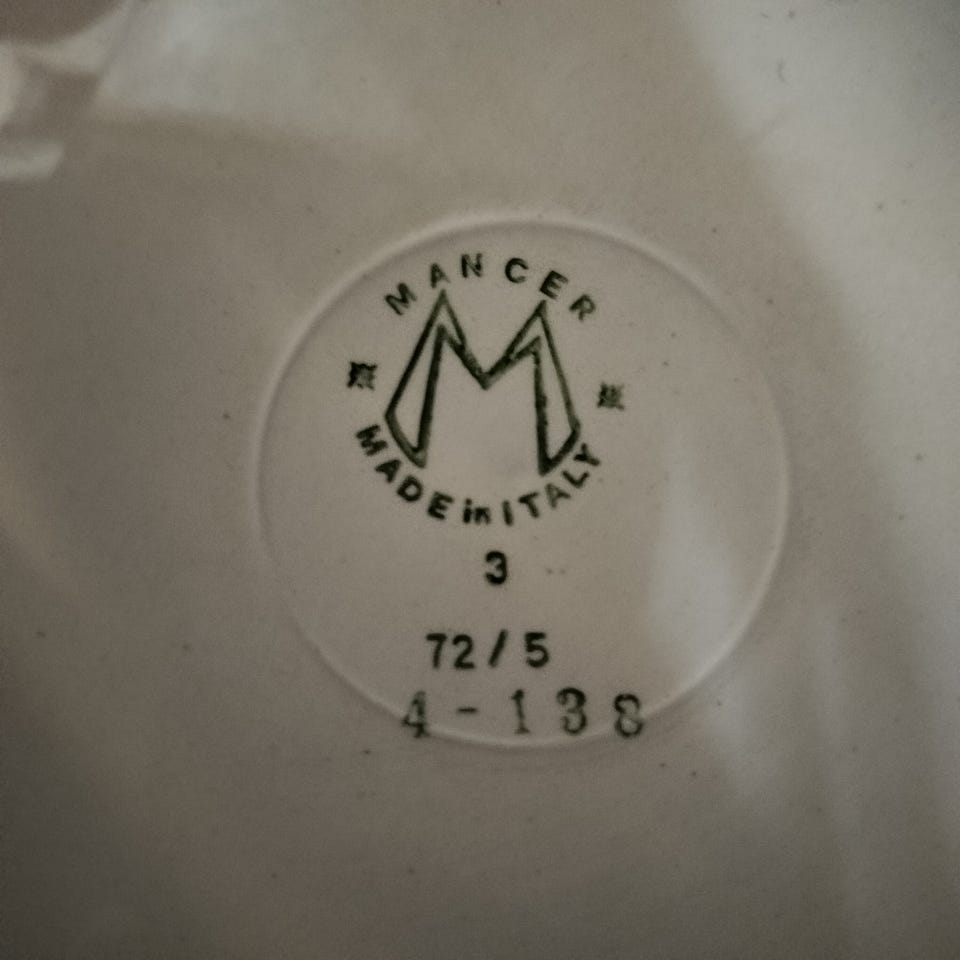 MANCER
M
MADE in ITALY
3
72/5
4-138